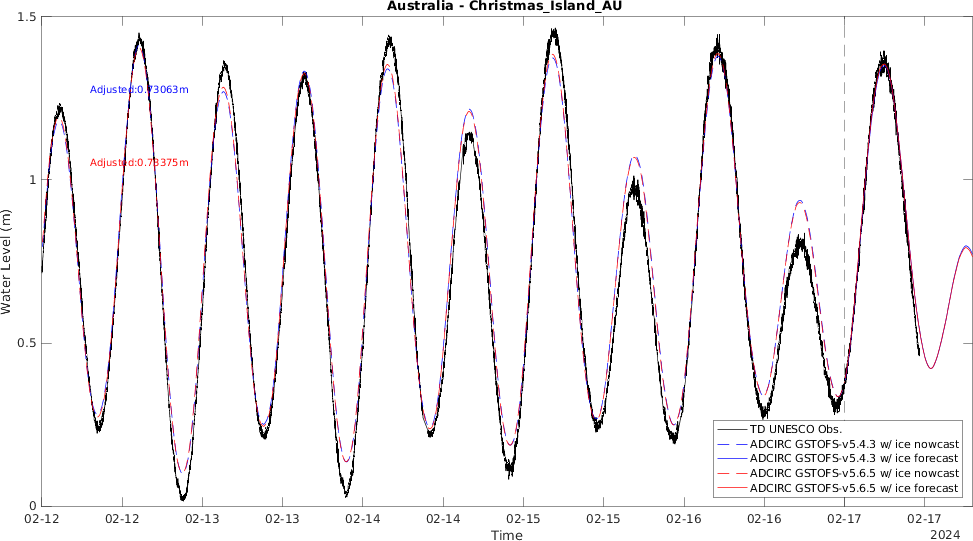 Australia - Christmas_Island_AU
1.5
1
0.5
0
Water Level (m)
Adjusted:0.73063m
Adjusted:0.73375m
TD UNESCO Obs.
ADCIRC GSTOFS-v5.4.3 w/ ice nowcast
ADCIRC GSTOFS-v5.4.3 w/ ice forecast
ADCIRC GSTOFS-v5.6.5 w/ ice nowcast
ADCIRC GSTOFS-v5.6.5 w/ ice forecast
02-12 02-12 02-13 02-13 02-14 02-14 02-15 02-15 02-16 02-16 02-17 02-17
2024
Time